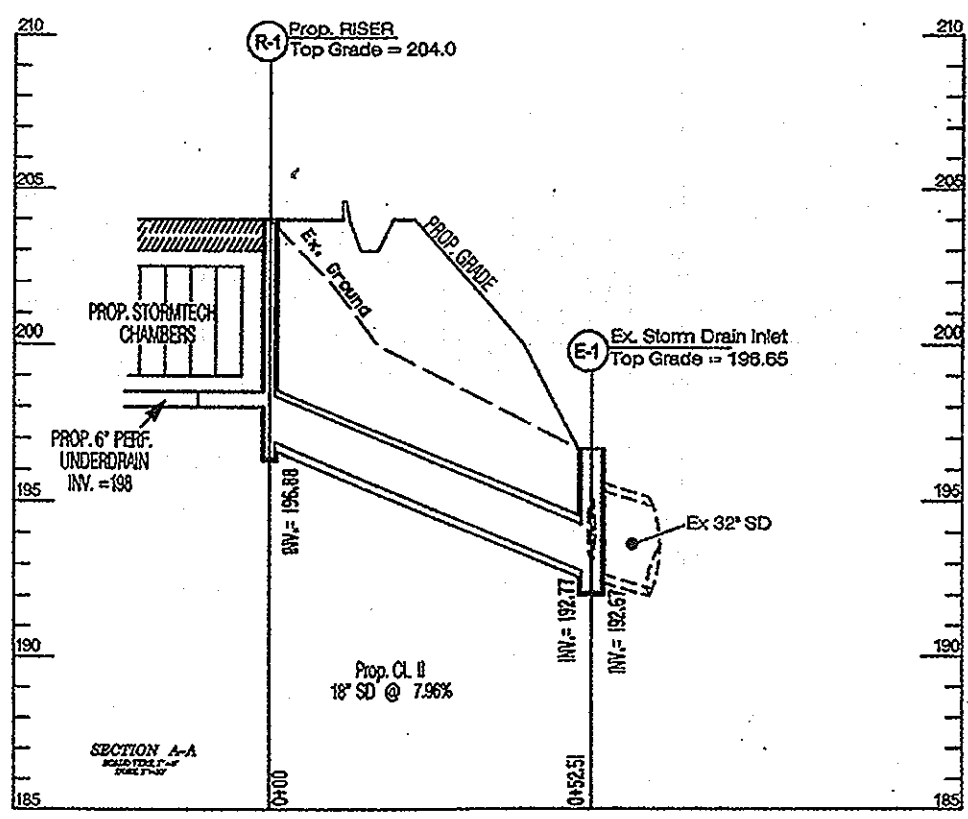 210
210
R-1
Prop. RISER
Top Grade = 204.0
205
205
Ex. Ground
PROP. GRADE
PROP. STORMTECH
CHAMBERS
200
200
E-1
Ex. Storm Drain Inlet
Top Grade = 196.65
PROP. 6" PERF.
UNDERDRAIN
INV. =198
195
195
INV.= 196.88
Ex 32" SD
INV.= 192.77
INV.= 192.67
190
190
Prop. CL II
18" SD @ 7.96%
SECTION A-A
0+00
0+52.51
185
185